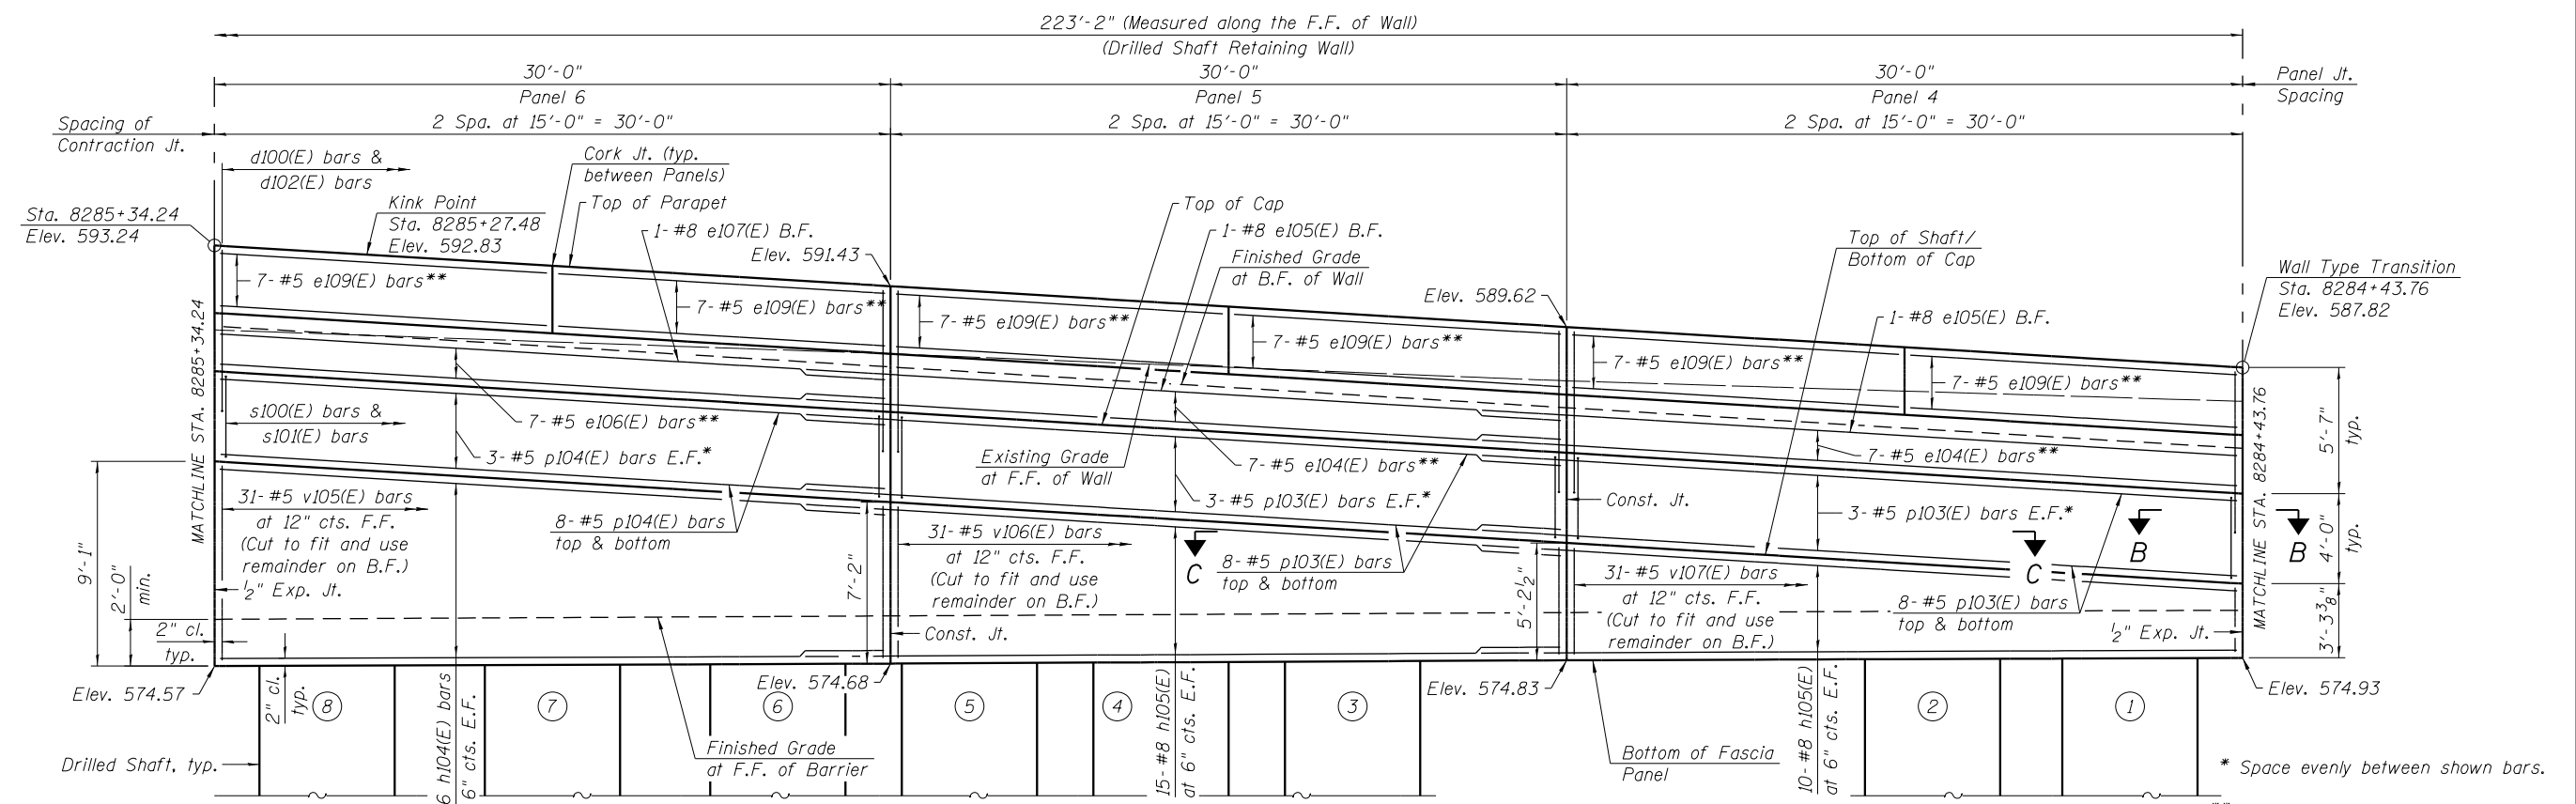 223'-2" (Measured along the F.F. of Wall)
(Drilled Shaft Retaining Wall)
30'-0"
30'-0"
30'-0"
Panel Jt.
Spacing
Panel 6
Panel 5
Panel 4
Spacing of
Contraction Jt.
2 Spa. at 15'-0" = 30'-0"
2 Spa. at 15'-0" = 30'-0"
2 Spa. at 15'-0" = 30'-0"
d100(E) bars &
d102(E) bars
Cork Jt. (typ.
between Panels)
Sta. 8285+34.24
Elev. 593.24
Kink Point
Sta. 8285+27.48
Elev. 592.83
Top of Parapet
1-#8 e107(E) B.F.
Elev. 591.43
Top of Cap
1-#8 e105(E) B.F.
Finished Grade
at B.F. of Wall
Elev. 589.62
Top of Shaft/
Bottom of Cap
1-#8 e105(E) B.F.
Wall Type Transition
Sta. 8284+43.76
Elev. 587.82
7-#5 e109(E) bars**
7-#5 e109(E) bars**
7-#5 e109(E) bars**
7-#5 e109(E) bars**
7-#5 e109(E) bars**
7-#5 e109(E) bars**
MATCHLINE STA. 8285+34.24
s100(E) bars &
s101(E) bars
7-#5 e106(E) bars**
3-#5 p104(E) bars E.F.*
Existing Grade
at F.F. of Wall
7-#5 e104(E) bars**
3-#5 p103(E) bars E.F.*
7-#5 e104(E) bars**
3-#5 p103(E) bars E.F.*
Const. Jt.
MATCHLINE STA. 8284+43.76
5'-7"
typ.
4'-0"
typ.
3'-3⅜"
B
B
C
C
9'-1"
2'-0"
min.
31-#5 v105(E) bars
at 12" cts. F.F.
(Cut to fit and use
remainder on B.F.)
½" Exp. Jt.
8-#5 p104(E) bars
top & bottom
7'-2"
31-#5 v106(E) bars
at 12" cts. F.F.
(Cut to fit and use
remainder on B.F.)
Const. Jt.
8-#5 p103(E) bars
top & bottom
5'-2½"
31-#5 v107(E) bars
at 12" cts. F.F.
(Cut to fit and use
remainder on B.F.)
8-#5 p103(E) bars
top & bottom
½" Exp. Jt.
2" cl.
typ.
Elev. 574.57
2" cl.
typ.
Elev. 574.68
Elev. 574.83
Elev. 574.93
8
7
6
5
4
3
2
1
Drilled Shaft, typ.
6 h104(E) bars
6" cts. E.F.
Finished Grade
at F.F. of Barrier
15-#8 h105(E)
at 6" cts. E.F.
Bottom of Fascia
Panel
10-#8 h105(E)
at 6" cts. E.F.
* Space evenly between shown bars.